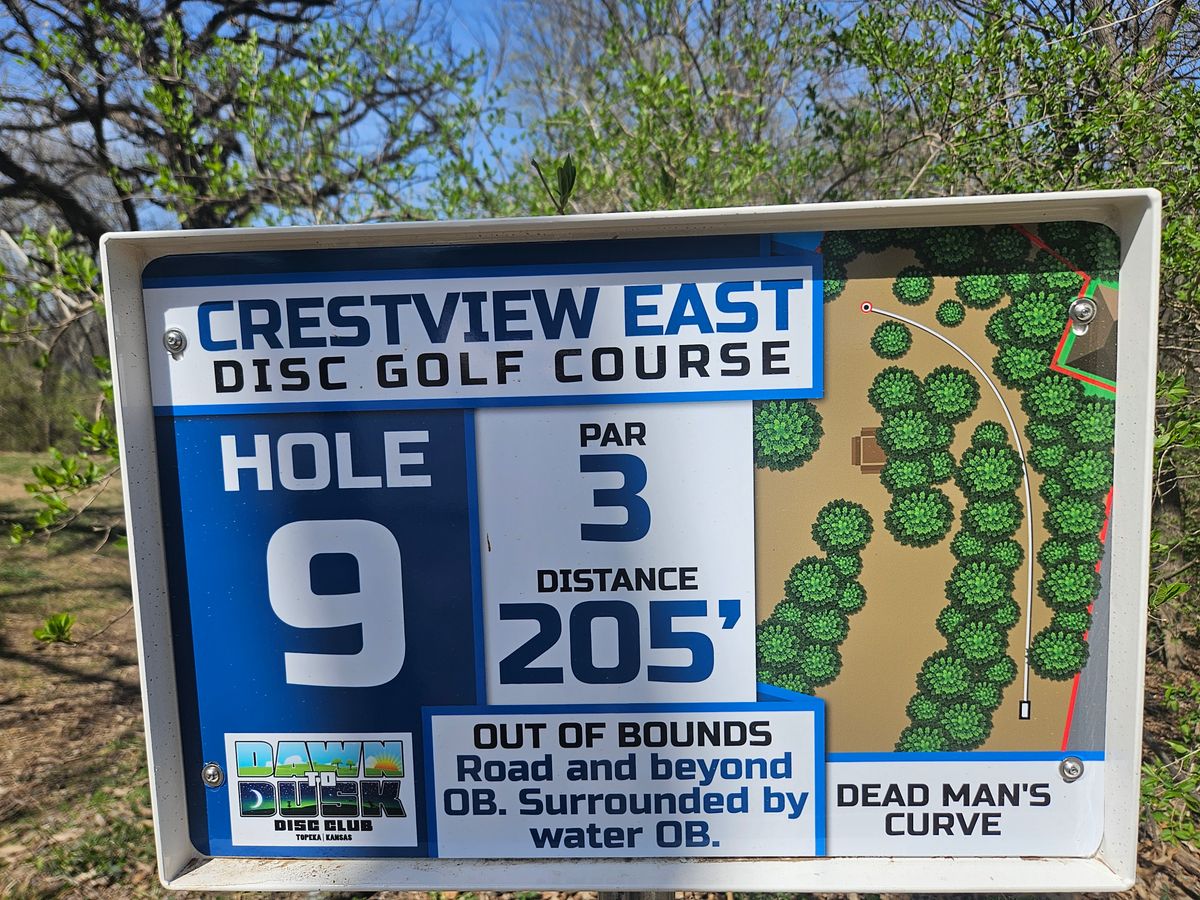 CRESTVIEW EAST
DISC GOLF COURSE
HOLE
9
PAR
3
DISTANCE
205’
OUT OF BOUNDS
Road and beyond
OB. Surrounded by
water OB.
DEAD MAN'S
CURVE
DAWN
TO
DUSK
DISC CLUB
TOPEKA | KANSAS